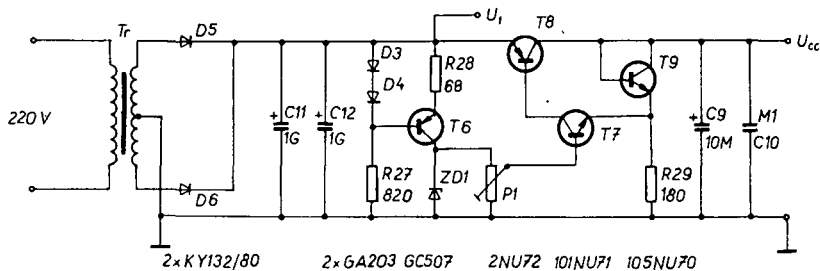 Tr
D5
U1
T8
Ucc
D3
D4
R28
68
T9
220 V
+ C11
1G
+ C12
1G
T6
T7
+ C9
10M
M1
C10
R27
820
ZD1
P1
R29
180
D6
2×KY132/80 2×GA203 GC507 2NU72 101NU71 105NU70